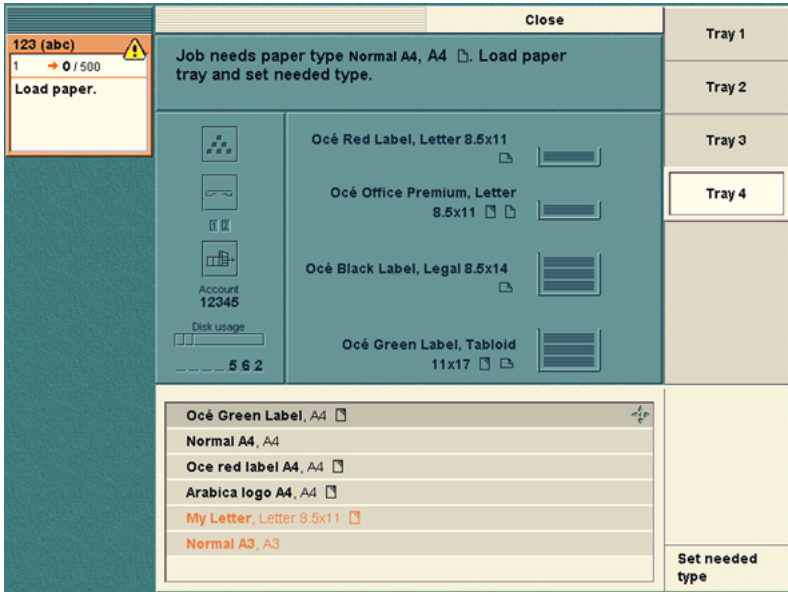 Close
123 (abc)
1 → 0 / 500
Load paper.
Job needs paper type Normal A4, A4 . Load paper
tray and set needed type.
Tray 1
Tray 2
Tray 3
Tray 4
Océ Red Label, Letter 8.5x11
Océ Office Premium, Letter
8.5x11
Océ Black Label, Legal 8.5x14
Océ Green Label, Tabloid
11x17
1 2
Account
12345
Disk usage
_ _ _ _ 5 6 2
Océ Green Label, A4
Normal A4, A4
Oce red label A4, A4
Arabica logo A4, A4
My Letter, Letter 8.5x11
Normal A3, A3
Set needed
type